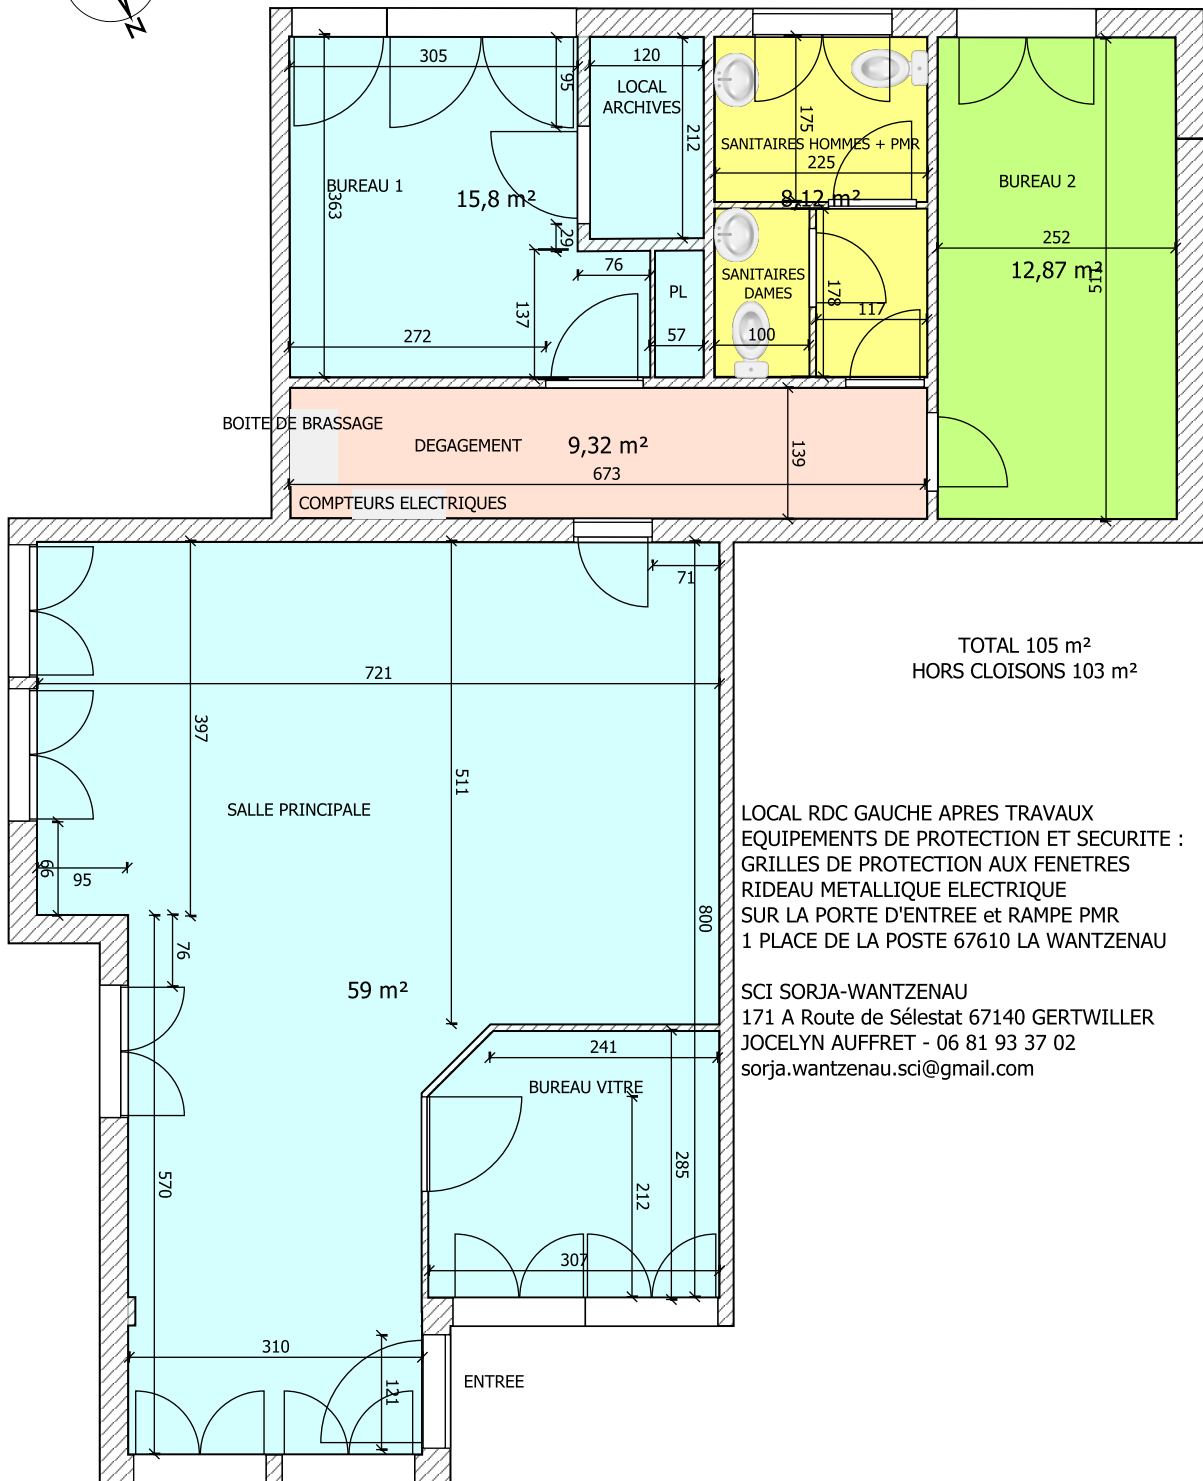 N
305
95
120
LOCAL
ARCHIVES
212
175
SANITAIRES HOMMES + PMR
225
BUREAU 1
363
15,8 m²
8,12 m²
BUREAU 2
252
12,87 m²
515
29
76
PL
57
137
272
SANITAIRES
DAMES
178
117
100
BOITE DE BRASSAGE
DEGAGEMENT
9,32 m²
139
673
COMPTEURS ELECTRIQUES
71
TOTAL 105 m²
HORS CLOISONS 103 m²
721
397
511
SALLE PRINCIPALE
99
95
800
76
59 m²
LOCAL RDC GAUCHE APRES TRAVAUX
EQUIPEMENTS DE PROTECTION ET SECURITE :
GRILLES DE PROTECTION AUX FENETRES
RIDEAU METALLIQUE ELECTRIQUE
SUR LA PORTE D'ENTREE et RAMPE PMR
1 PLACE DE LA POSTE 67610 LA WANTZENAU
SCI SORJA-WANTZENAU
171 A Route de Sélestat 67140 GERTWILLER
JOCELYN AUFFRET - 06 81 93 37 02
sorja.wantzenau.sci@gmail.com
241
BUREAU VITRE
285
212
570
307
310
121
ENTREE